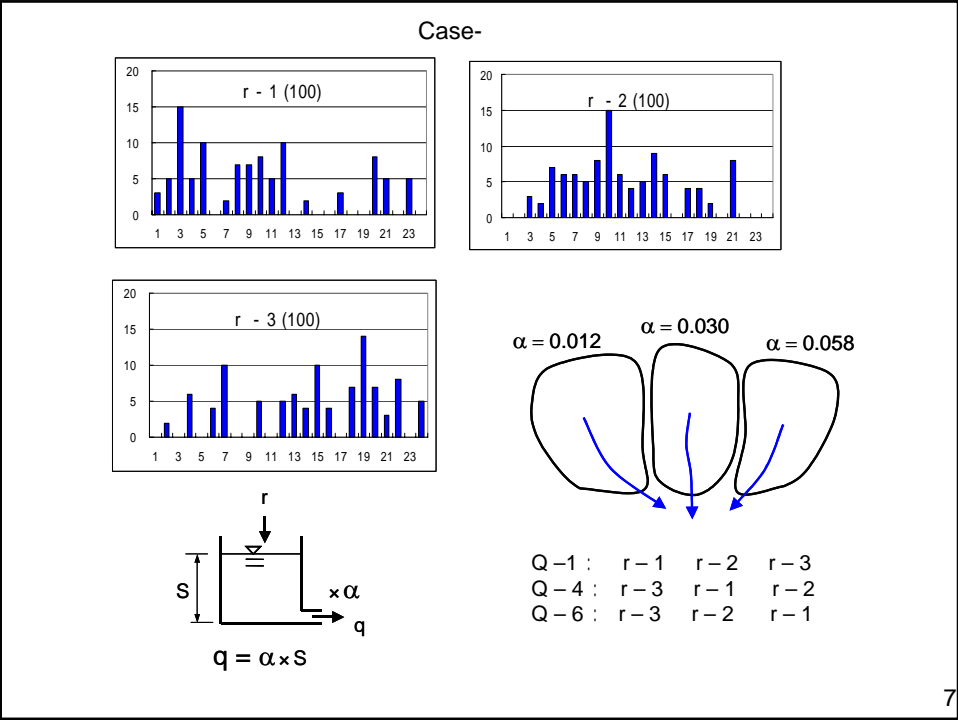 Case-
r - 1 (100)
20
15
10
5
0
1 3 5 7 9 11 13 15 17 19 21 23
r - 2 (100)
20
15
10
5
0
1 3 5 7 9 11 13 15 17 19 21 23
r - 3 (100)
20
15
10
5
0
1 3 5 7 9 11 13 15 17 19 21 23
α = 0.012
α = 0.030
α = 0.058
r
S
×α
q
q = α×S
Q –1 : r – 1 r – 2 r – 3
Q – 4 : r – 3 r – 1 r – 2
Q – 6 : r – 3 r – 2 r – 1
7